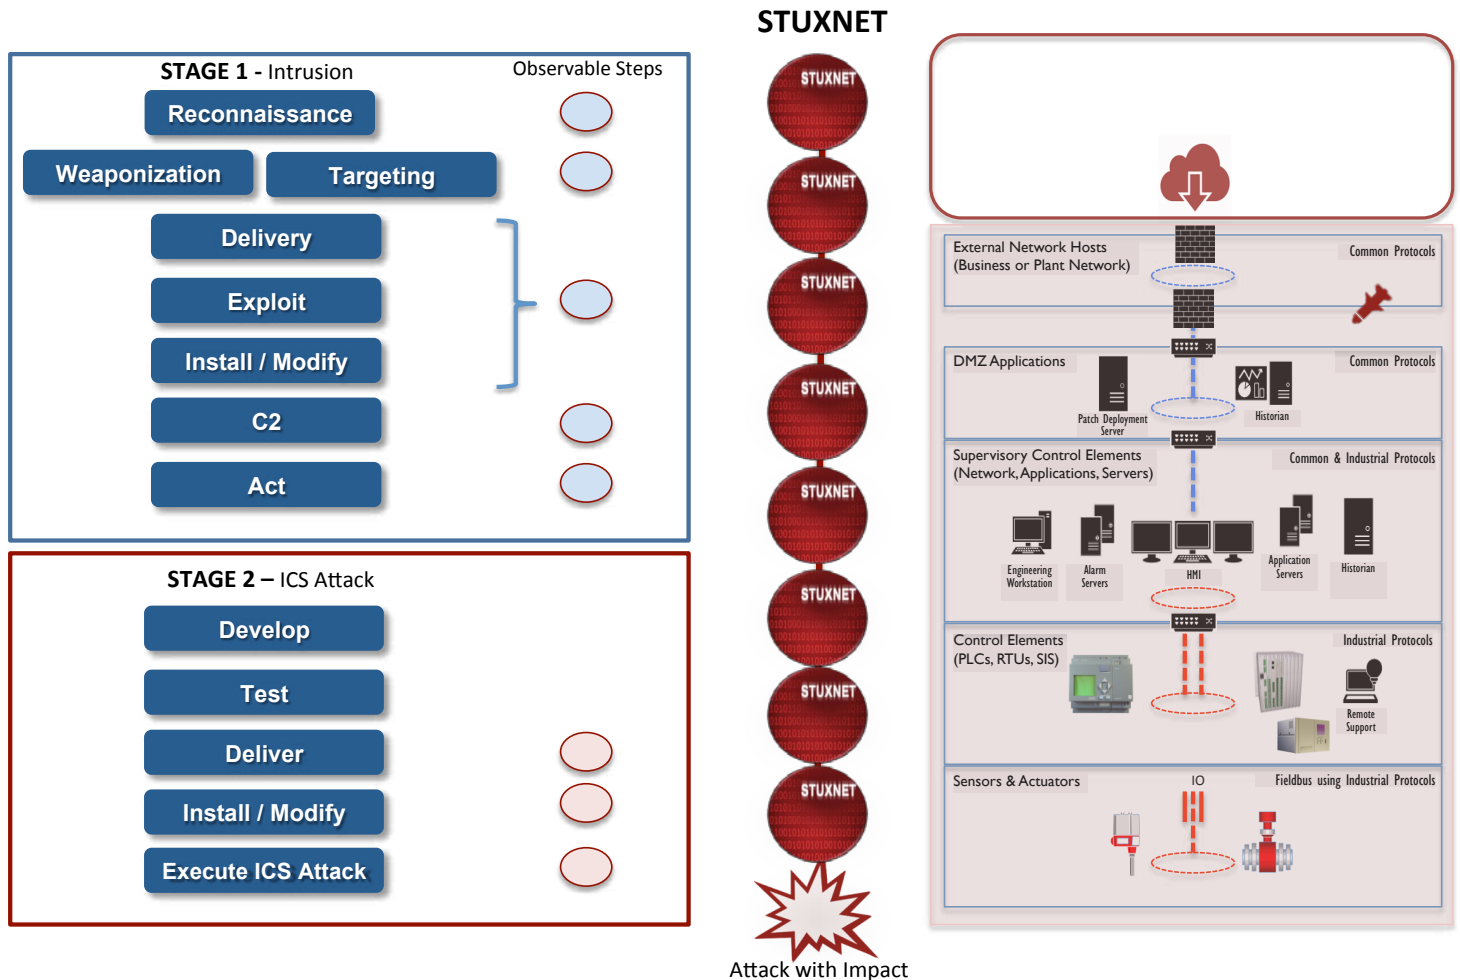 STUXNET
STAGE 1 - Intrusion
Observable Steps
Reconnaissance
Weaponization
Targeting
Delivery
Exploit
Install / Modify
C2
Act
STAGE 2 – ICS Attack
Develop
Test
Deliver
Install / Modify
Execute ICS Attack
STUXNET
STUXNET
STUXNET
STUXNET
STUXNET
STUXNET
STUXNET
STUXNET
Attack with Impact
External Network Hosts
(Business or Plant Network)
Common Protocols
DMZ Applications
Common Protocols
Patch Deployment
Server
Historian
Supervisory Control Elements
(Network, Applications, Servers)
Common & Industrial Protocols
Engineering
Workstation
Alarm
Servers
HMI
Application
Servers
Historian
Control Elements
(PLCs, RTUs, SIS)
Industrial Protocols
Remote
Support
Sensors & Actuators
IO
Fieldbus using Industrial Protocols